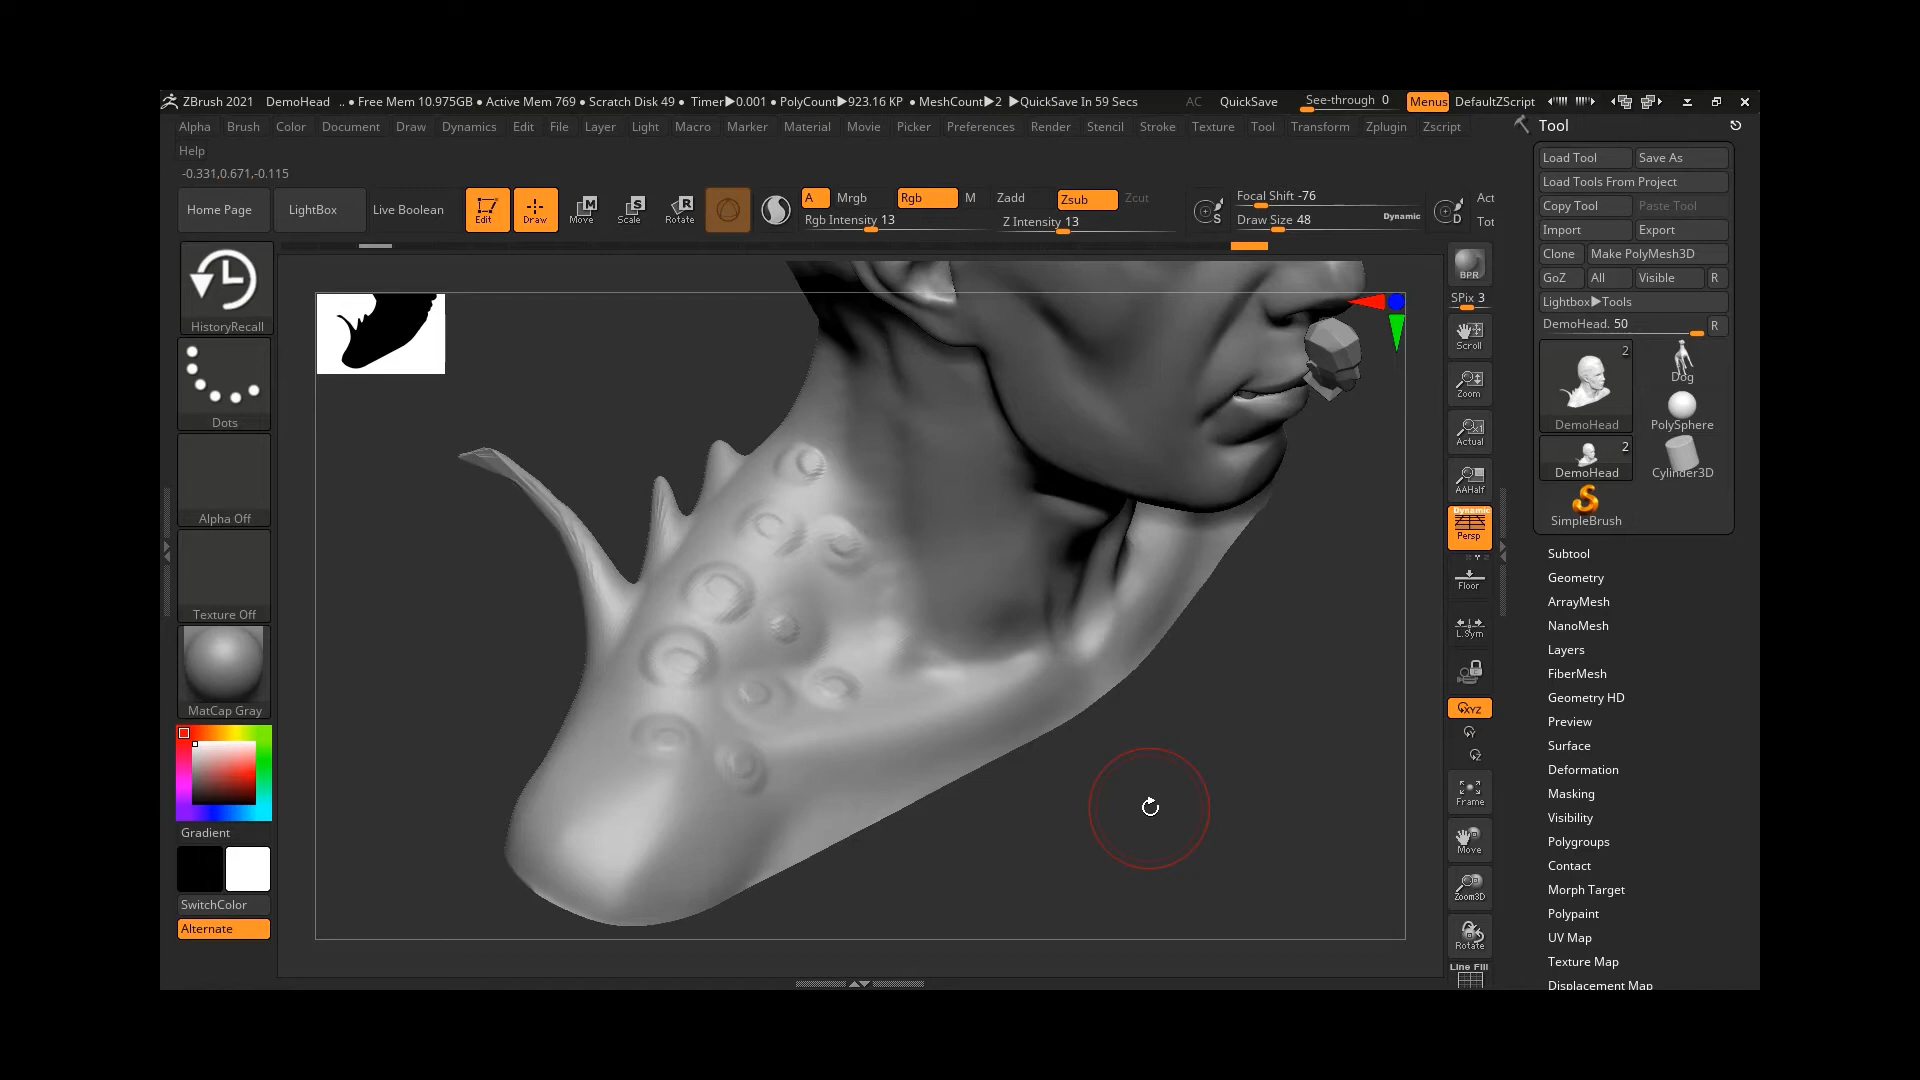 ZBrush 2021 DemoHead .. • Free Mem 10.975GB • Active Mem 769 • Scratch Disk 49 • Timer▶0.001 • PolyCount▶923.16 KP • MeshCount▶2 ▶QuickSave In 59 Secs AC QuickSave See-through 0 Menus DefaultZScript
Alpha Brush Color Document Draw Dynamics Edit File Layer Light Macro Marker Material Movie Picker Preferences Render Stencil Stroke Texture Tool Transform Zplugin Zscript
Help
-0.331,0.671,-0.115
Home Page LightBox Live Boolean Edit Draw Move Scale Rotate
M S R
A Mrgb Rgb M Zadd Zsub Zcut
Rgb Intensity 13 Z Intensity 13
S Focal Shift -76 D Act
Draw Size 48 Dynamic Tot
HistoryRecall
Dots
Alpha Off
Texture Off
MatCap Gray
Gradient
SwitchColor
Alternate
BPR
SPix 3
Scroll
Zoom
Actual
AAHalf
Dynamic
Persp
Floor
L.Sym
XYZ
Y
Z
Frame
Move
Zoom3D
Rotate
Line Fill
Tool
Load Tool Save As
Load Tools From Project
Copy Tool Paste Tool
Import Export
Clone Make PolyMesh3D
GoZ All Visible R
Lightbox▶Tools
DemoHead. 50 R
2
DemoHead Dog
PolySphere
2
DemoHead Cylinder3D
SimpleBrush
Subtool
Geometry
ArrayMesh
NanoMesh
Layers
FiberMesh
Geometry HD
Preview
Surface
Deformation
Masking
Visibility
Polygroups
Contact
Morph Target
Polypaint
UV Map
Texture Map
Displacement Map